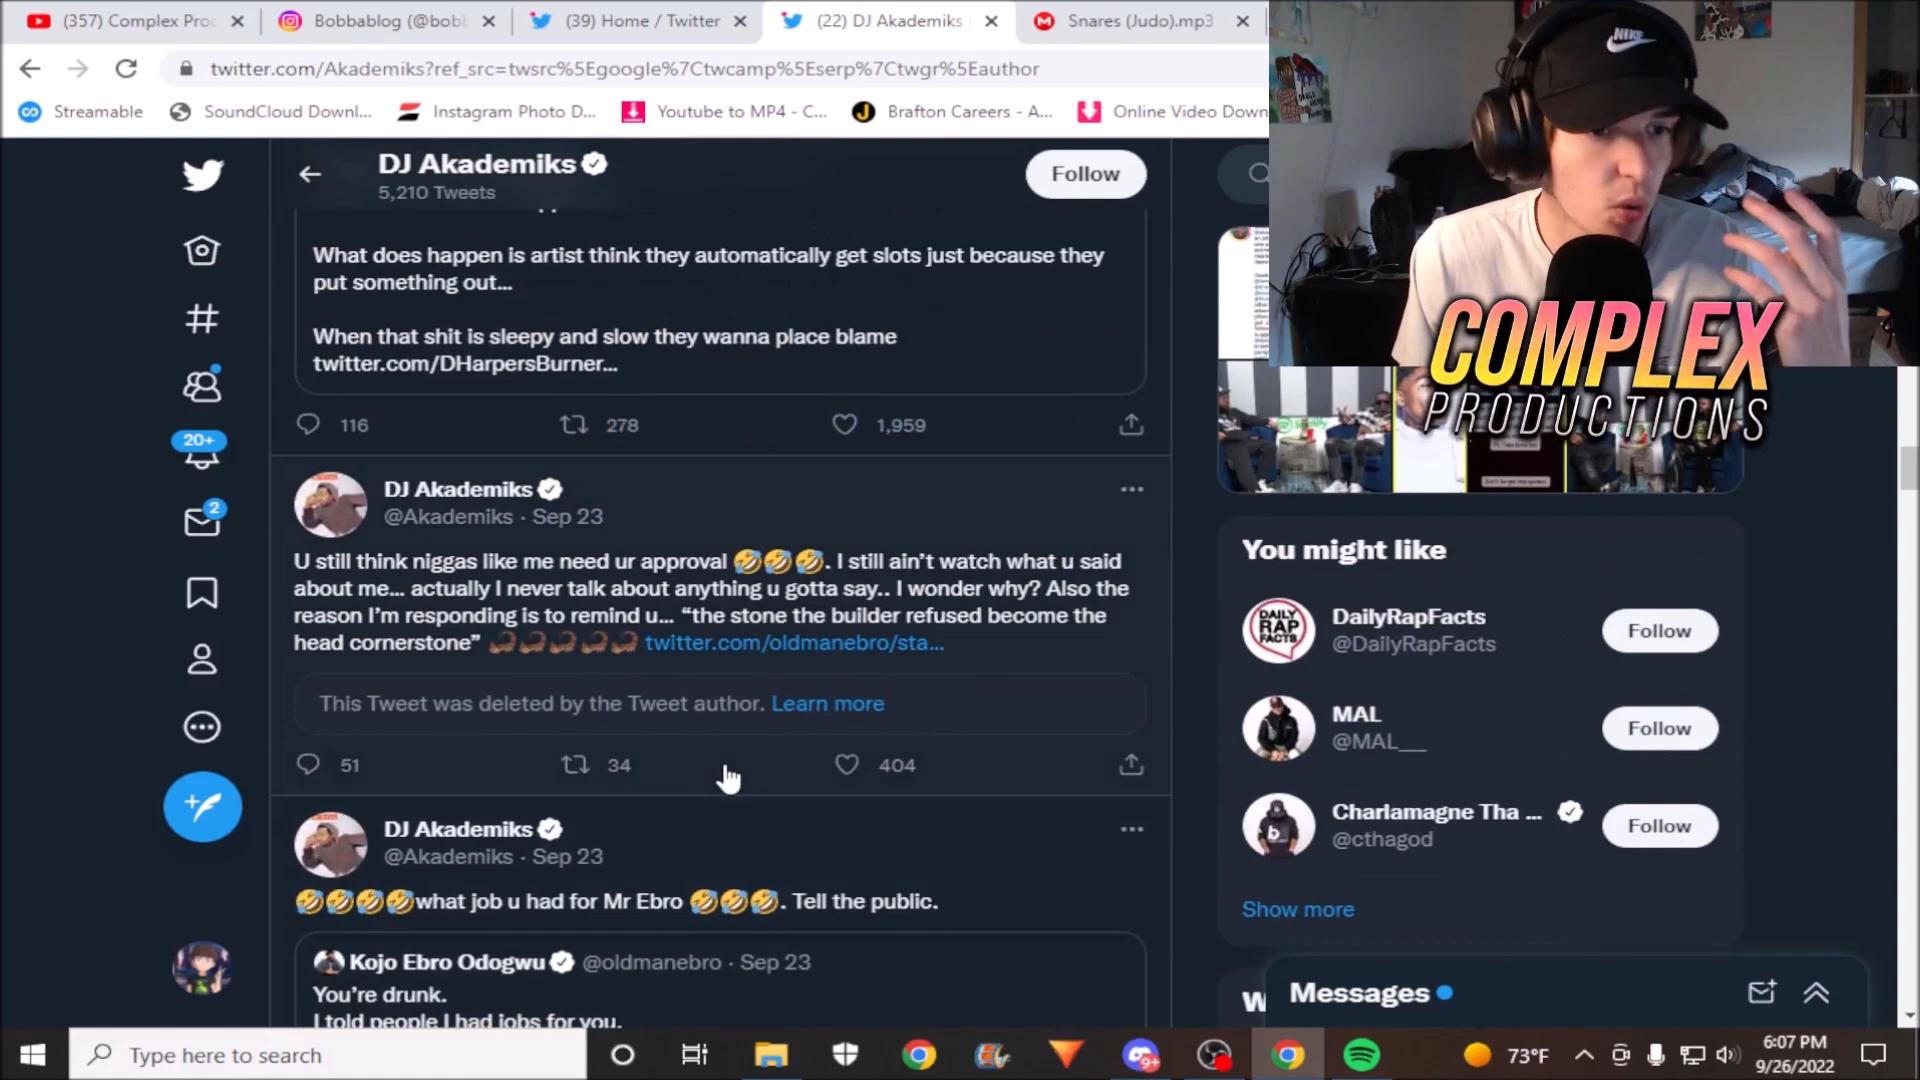 (357) Complex Pro
Bobbablog (@bobb
(39) Home / Twitter
(22) DJ Akademiks
Snares (Judo).mp3
twitter.com/Akademiks?ref_src=twsrc%5Egoogle%7Ctwcamp%5Eserp%7Ctwgr%5Eauthor
Streamable
SoundCloud Downl...
Instagram Photo D...
Youtube to MP4 - C...
Brafton Careers - A...
Online Video Down
NIKE
DJ Akademiks
5,210 Tweets
Follow
What does happen is artist think they automatically get slots just because they
put something out...
When that shit is sleepy and slow they wanna place blame
twitter.com/DHarpersBurner...
116
278
1,959
COMPLEX
PRODUCTIONS
20+
2
DJ Akademiks
@Akademiks · Sep 23
U still think niggas like me need ur approval 🤣🤣🤣. I still ain't watch what u said
about me... actually I never talk about anything u gotta say.. I wonder why? Also the
reason I'm responding is to remind u... “the stone the builder refused become the
head cornerstone” twitter.com/oldmanebro/sta...
This Tweet was deleted by the Tweet author. Learn more
51
34
404
DJ Akademiks
@Akademiks · Sep 23
🤣🤣🤣🤣what job u had for Mr Ebro 🤣🤣🤣. Tell the public.
Kojo Ebro Odogwu @oldmanebro · Sep 23
You're drunk.
I told people I had jobs for you.
You might like
DAILY RAP FACTS
DailyRapFacts
@DailyRapFacts
Follow
MAL
@MAL___
Follow
Charlamagne Tha ...
@cthagod
Follow
Show more
Messages
Type here to search
9+
73°F
6:07 PM
9/26/2022